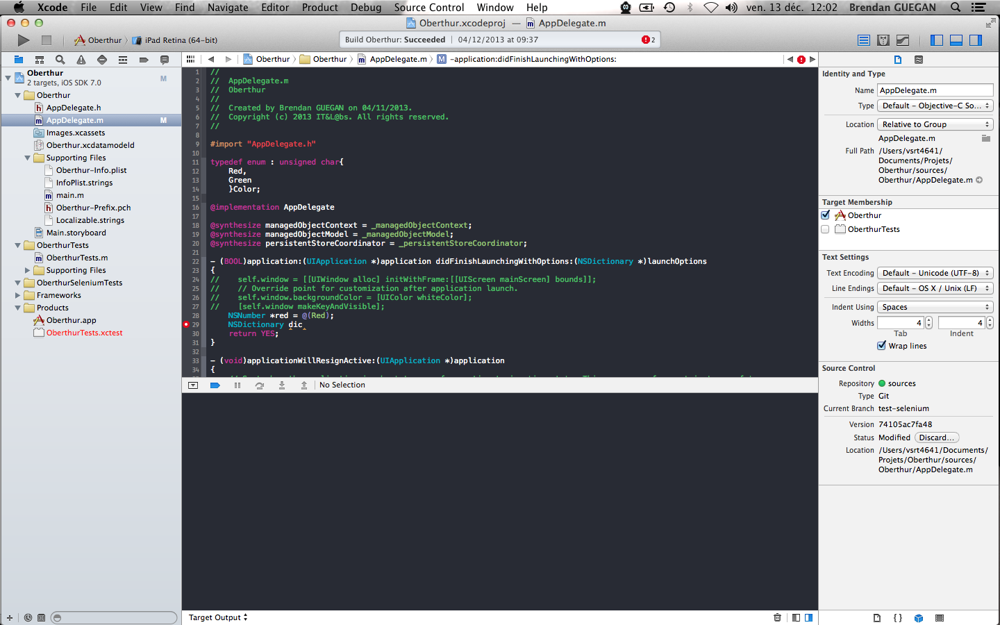 Xcode File Edit View Find Navigate Editor Product Debug Source Control Window Help ven. 13 déc. 12:02 Brendan GUEGAN
Oberthur.xcodeproj — AppDelegate.m
Oberthur iPad Retina (64-bit)
Build Oberthur: Succeeded | 04/12/2013 at 09:37
2
Oberthur
2 targets, iOS SDK 7.0
M
Oberthur
AppDelegate.h
AppDelegate.m
M
Images.xcassets
Oberthur.xcdatamodeld
Supporting Files
Oberthur-Info.plist
InfoPlist.strings
main.m
Oberthur-Prefix.pch
Localizable.strings
Main.storyboard
OberthurTests
OberthurTests.m
Supporting Files
OberthurSeleniumTests
Frameworks
Products
Oberthur.app
OberthurTests.xctest
Oberthur Oberthur AppDelegate.m M -application:didFinishLaunchingWithOptions:
1 //
2 //  AppDelegate.m
3 //  Oberthur
4 //
5 //  Created by Brendan GUEGAN on 04/11/2013.
6 //  Copyright (c) 2013 IT&L@bs. All rights reserved.
7 //
8
9 #import "AppDelegate.h"
10
11 typedef enum : unsigned char{
12     Red,
13     Green
14     }Color;
15
16 @implementation AppDelegate
17
18 @synthesize managedObjectContext = _managedObjectContext;
19 @synthesize managedObjectModel = _managedObjectModel;
20 @synthesize persistentStoreCoordinator = _persistentStoreCoordinator;
21
22 - (BOOL)application:(UIApplication *)application didFinishLaunchingWithOptions:(NSDictionary *)launchOptions
23 {
24 //    self.window = [[UIWindow alloc] initWithFrame:[[UIScreen mainScreen] bounds]];
25 //    // Override point for customization after application launch.
26 //    self.window.backgroundColor = [UIColor whiteColor];
27 //    [self.window makeKeyAndVisible];
28     NSNumber *red = @(Red);
29     NSDictionary dic
30     return YES;
31 }
32
33 - (void)applicationWillResignActive:(UIApplication *)application
34 {
No Selection
Target Output
Identity and Type
Name AppDelegate.m
Type Default - Objective-C So...
Location Relative to Group
AppDelegate.m
Full Path /Users/vsrt4641/
Documents/Projets/
Oberthur/sources/
Oberthur/AppDelegate.m
Target Membership
Oberthur
OberthurTests
Text Settings
Text Encoding Default - Unicode (UTF-8)
Line Endings Default - OS X / Unix (LF)
Indent Using Spaces
Widths 4 4
Tab Indent
Wrap lines
Source Control
Repository sources
Type Git
Current Branch test-selenium
Version 74105ac7fa48
Status Modified Discard...
Location /Users/vsrt4641/Documents/
Projets/Oberthur/sources/
Oberthur/AppDelegate.m